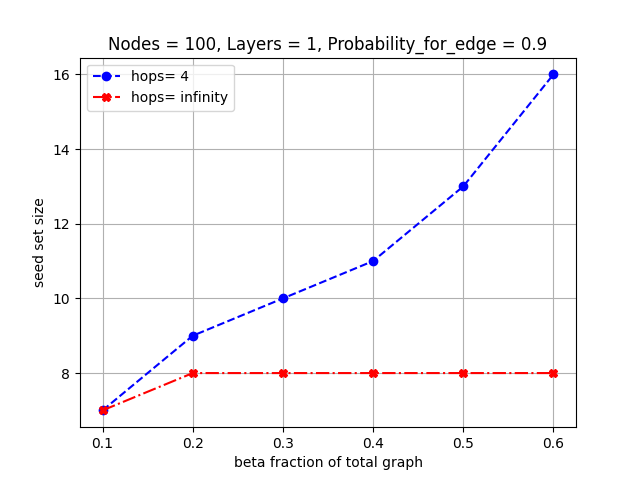 Nodes = 100, Layers = 1, Probability_for_edge = 0.9
hops= 4
hops= infinity
seed set size
16
14
12
10
8
0.1 0.2 0.3 0.4 0.5 0.6
beta fraction of total graph